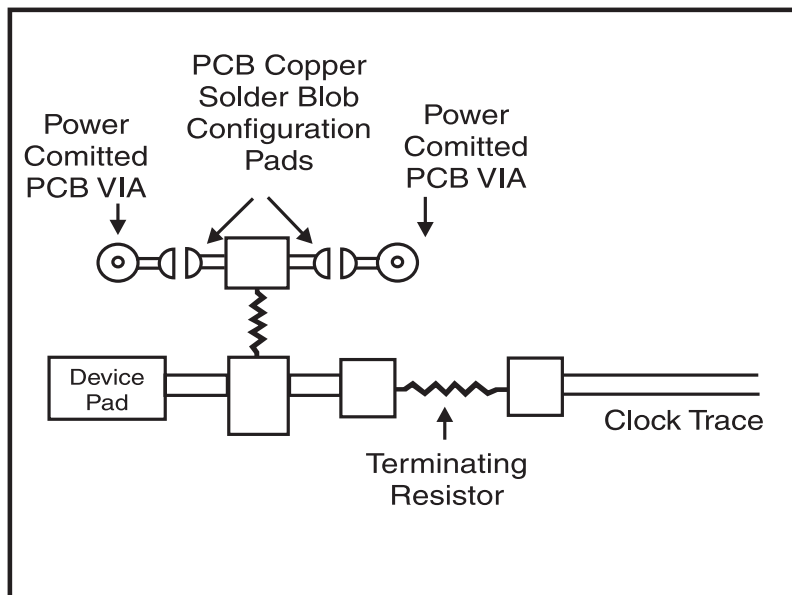 PCB Copper
Solder Blob
Configuration
Pads
Power
Comitted
PCB VIA
Power
Comitted
PCB VIA
Device
Pad
Clock Trace
Terminating
Resistor